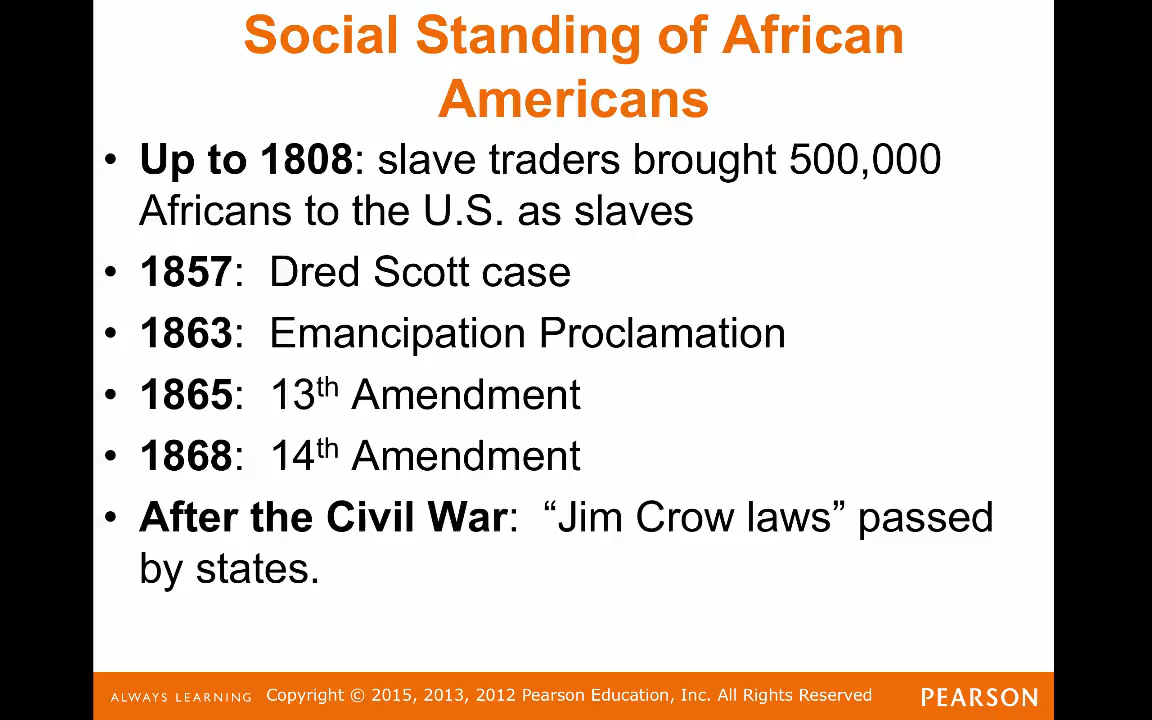 Social Standing of African
Americans
• Up to 1808: slave traders brought 500,000
Africans to the U.S. as slaves
• 1857: Dred Scott case
• 1863: Emancipation Proclamation
• 1865: 13th Amendment
• 1868: 14th Amendment
• After the Civil War: “Jim Crow laws” passed
by states.
ALWAYS LEARNING Copyright © 2015, 2013, 2012 Pearson Education, Inc. All Rights Reserved PEARSON